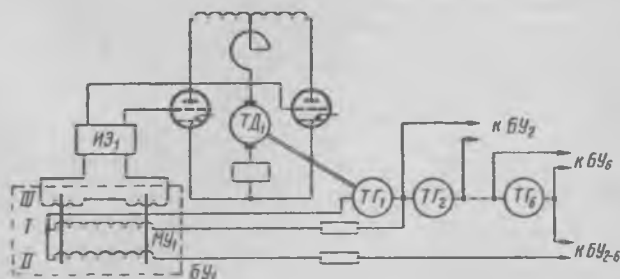 ТД₁
ИЗ₁
к БУ₂
к БУ₆
ТГ₁
ТГ₂
ТГ₆
III
I
II
МУ₁
БУ₁
к БУ₂₋₆